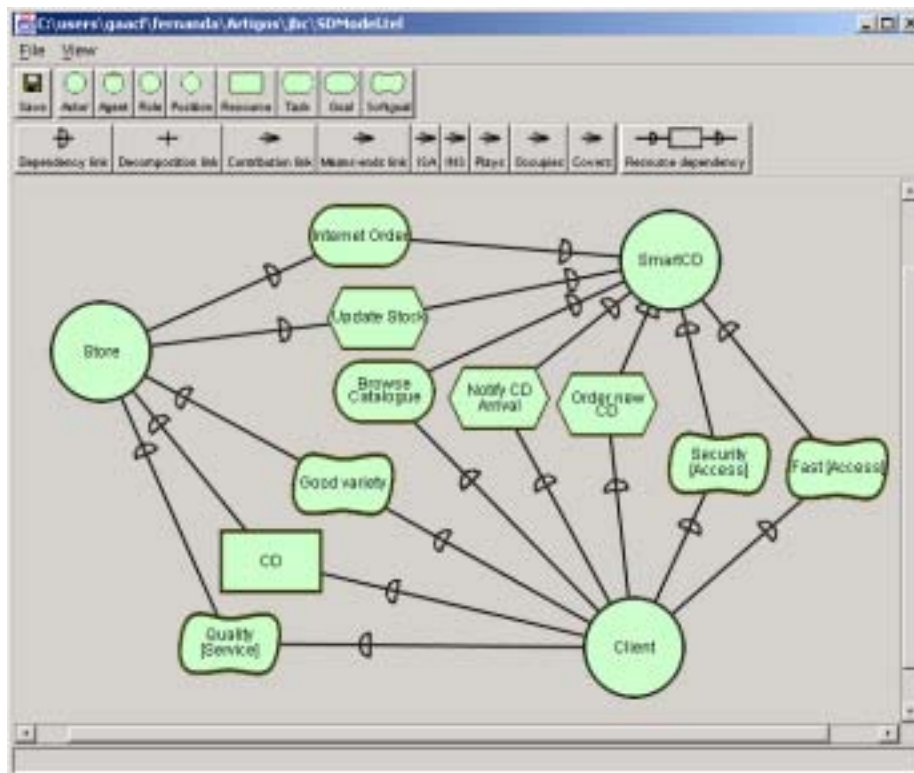 C:\users\gaacf\fernanda\Artigos\jbc\SDModel.tel
File View
Save Actor Agent Role Position Resource Task Goal Softgoal
Dependency link Decomposition link Contribution link Means-ends link ISA INS Plays Occupies Covers Resource dependency
Internet Order
SmartCD
Update Stock
Store
Browse
Catalogue
Notify CD
Arrival
Order new
CD
Security
[Access]
Fast [Access]
Good variety
CD
Quality
[Service]
Client